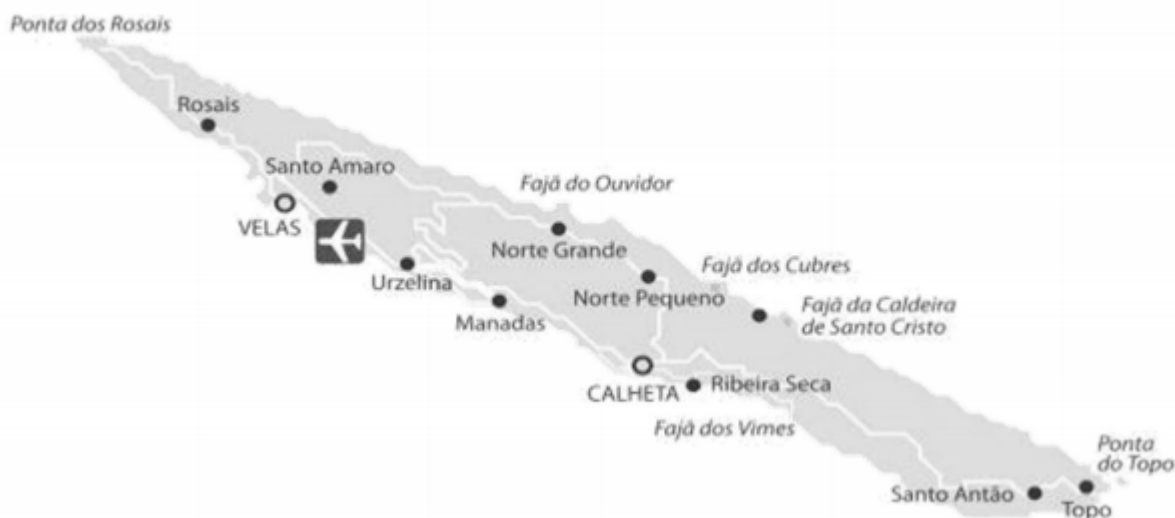 Ponta dos Rosais
Rosais
Santo Amaro
Fajã do Ouvidor
VELAS
Norte Grande
Fajã dos Cubres
Urzelina
Norte Pequeno
Fajã da Caldeira
de Santo Cristo
Manadas
CALHETA
Ribeira Seca
Fajã dos Vimes
Ponta
do Topo
Santo Antão
Topo